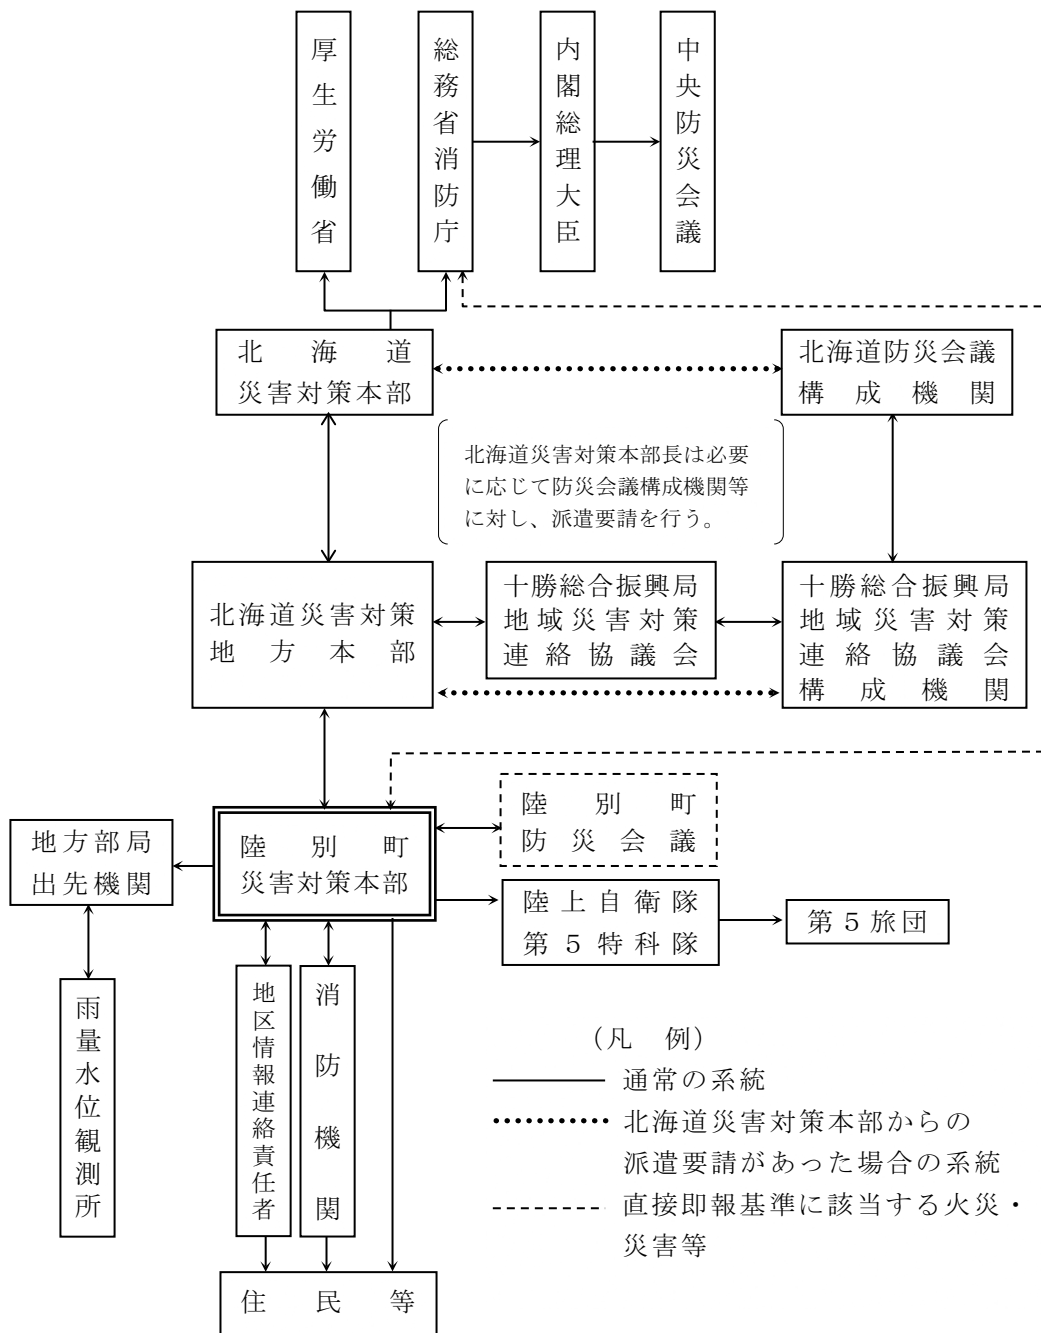 厚生労働省
総務省消防庁
内閣総理大臣
中央防災会議
北海道
災害対策本部
北海道防災会議
構成機関
北海道災害対策本部長は必要
に応じて防災会議構成機関等
に対し、派遣要請を行う。
北海道災害対策
地方本部
十勝総合振興局
地域災害対策
連絡協議会
十勝総合振興局
地域災害対策
連絡協議会
構成機関
陸別町
防災会議
地方部局
出先機関
陸別町
災害対策本部
陸上自衛隊
第5特科隊
第5旅団
雨量水位観測所
地区情報連絡責任者
消防機関
(凡 例)
通常の系統
北海道災害対策本部からの
派遣要請があった場合の系統
直接即報基準に該当する火災・
災害等
住民等